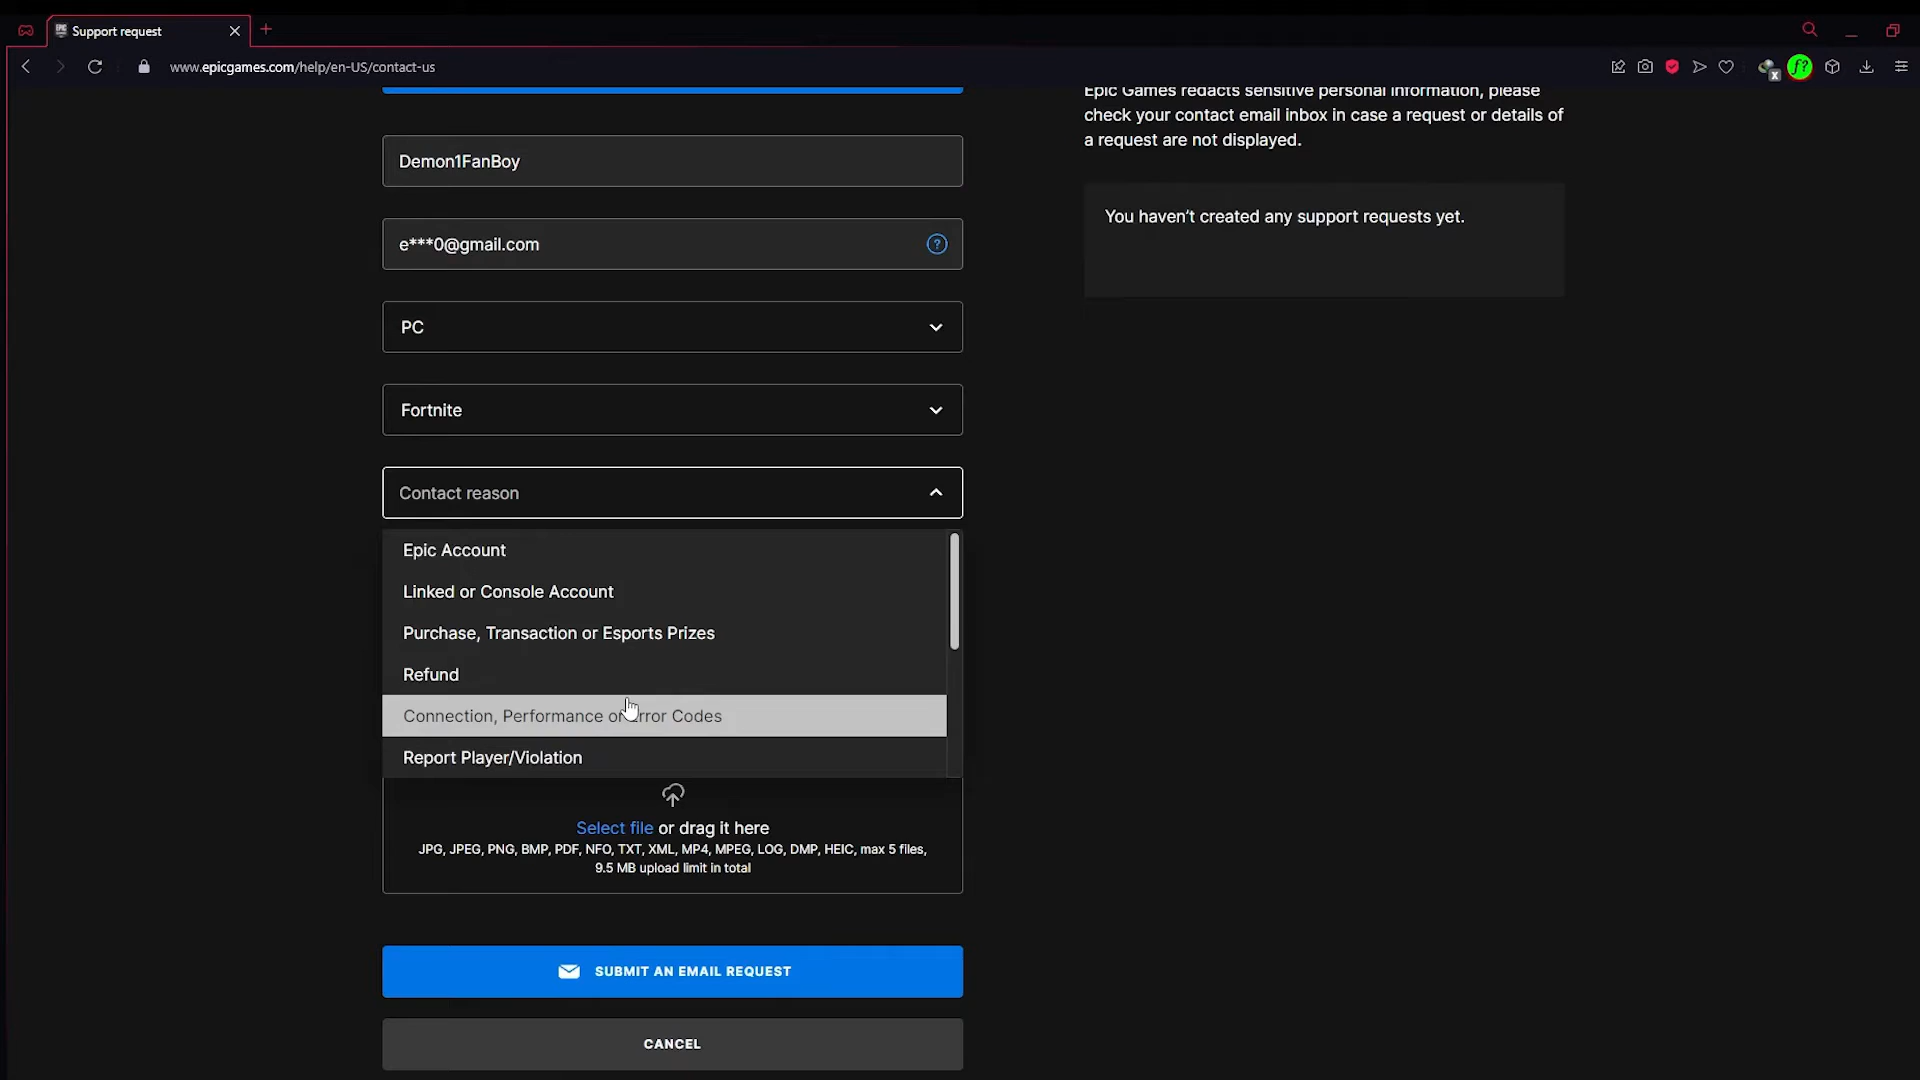 Support request
www.epicgames.com/help/en-US/contact-us
Epic Games redacts sensitive personal information, please
check your contact email inbox in case a request or details of
a request are not displayed.
You haven't created any support requests yet.
Demon1FanBoy
e***0@gmail.com
?
PC
Fortnite
Contact reason
Epic Account
Linked or Console Account
Purchase, Transaction or Esports Prizes
Refund
Connection, Performance or Error Codes
Report Player/Violation
Select file or drag it here
JPG, JPEG, PNG, BMP, PDF, NFO, TXT, XML, MP4, MPEG, LOG, DMP, HEIC, max 5 files,
9.5 MB upload limit in total
SUBMIT AN EMAIL REQUEST
CANCEL